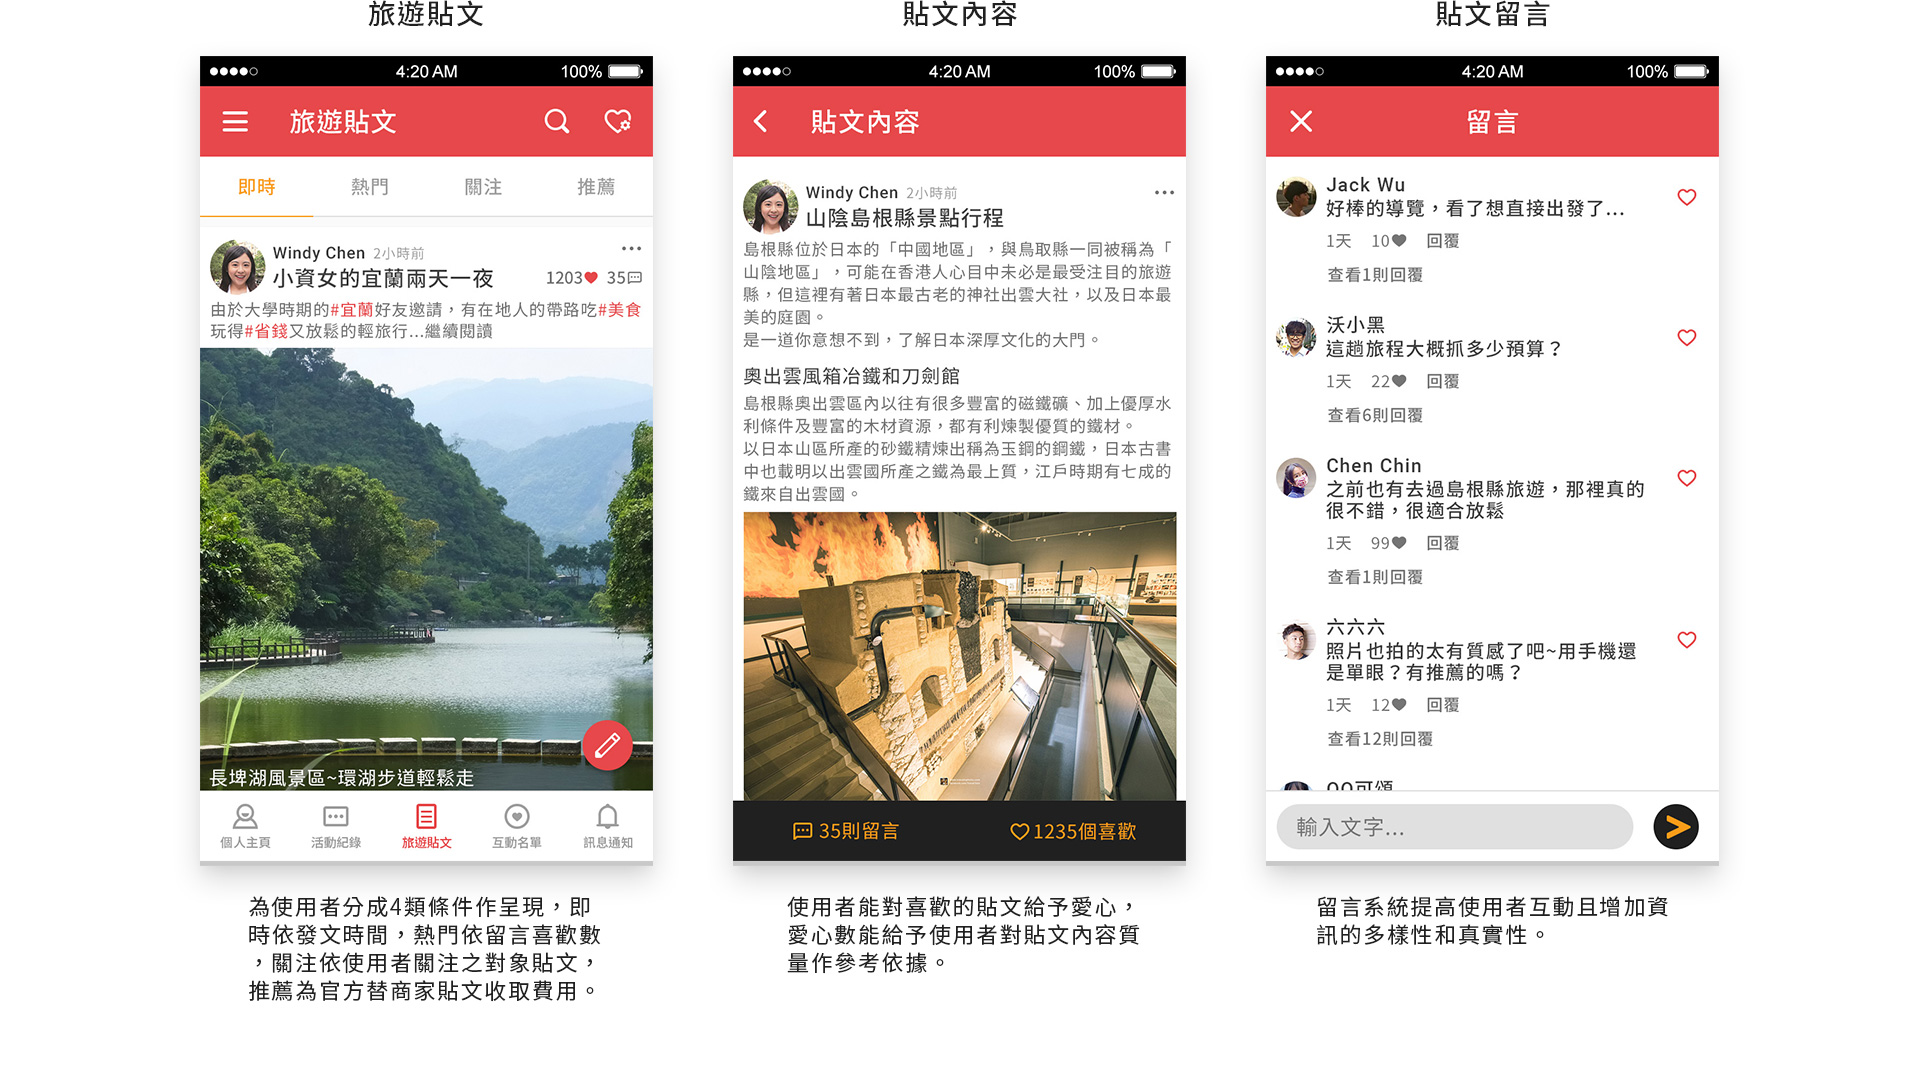 旅遊貼文
4:20 AM
100%
旅遊貼文
即時
熱門
關注
推薦
Windy Chen 2小時前
小資女的宜蘭兩天一夜
1203 35
由於大學時期的#宜蘭好友邀請，有在地人的帶路吃#美食
玩得#省錢又放鬆的輕旅行...繼續閱讀
長埤湖風景區~環湖步道輕鬆走
個人主頁
活動紀錄
旅遊貼文
互動名單
訊息通知
為使用者分成4類條件作呈現，即
時依發文時間，熱門依留言喜歡數
，關注依使用者關注之對象貼文，
推薦為官方替商家貼文收取費用。
貼文內容
4:20 AM
100%
貼文內容
Windy Chen 2小時前
山陰島根縣景點行程
島根縣位於日本的「中國地區」，與鳥取縣一同被稱為「
山陰地區」，可能在香港人心目中未必是最受注目的旅遊
縣，但這裡有著日本最古老的神社出雲大社，以及日本最
美的庭園。
是一道你意想不到，了解日本深厚文化的大門。
奧出雲風箱冶鐵和刀劍館
島根縣奧出雲區內以往有很多豐富的磁鐵礦、加上優厚水
利條件及豐富的木材資源，都有利煉製優質的鐵材。
以日本山區所產的砂鐵精煉出稱為玉鋼的鋼鐵，日本古書
中也載明以出雲國所產之鐵為最上質，江戶時期有七成的
鐵來自出雲國。
35則留言
1235個喜歡
使用者能對喜歡的貼文給予愛心，
愛心數能給予使用者對貼文內容質
量作參考依據。
貼文留言
4:20 AM
100%
留言
Jack Wu
好棒的導覽，看了想直接出發了...
1天 10 回覆
查看1則回覆
沃小黑
這趟旅程大概抓多少預算？
1天 22 回覆
查看6則回覆
Chen Chin
之前也有去過島根縣旅遊，那裡真的
很不錯，很適合放鬆
1天 99 回覆
查看1則回覆
六六六
照片也拍的太有質感了吧~用手機還
是單眼？有推薦的嗎？
1天 12 回覆
查看12則回覆
輸入文字...
留言系統提高使用者互動且增加資
訊的多樣性和真實性。